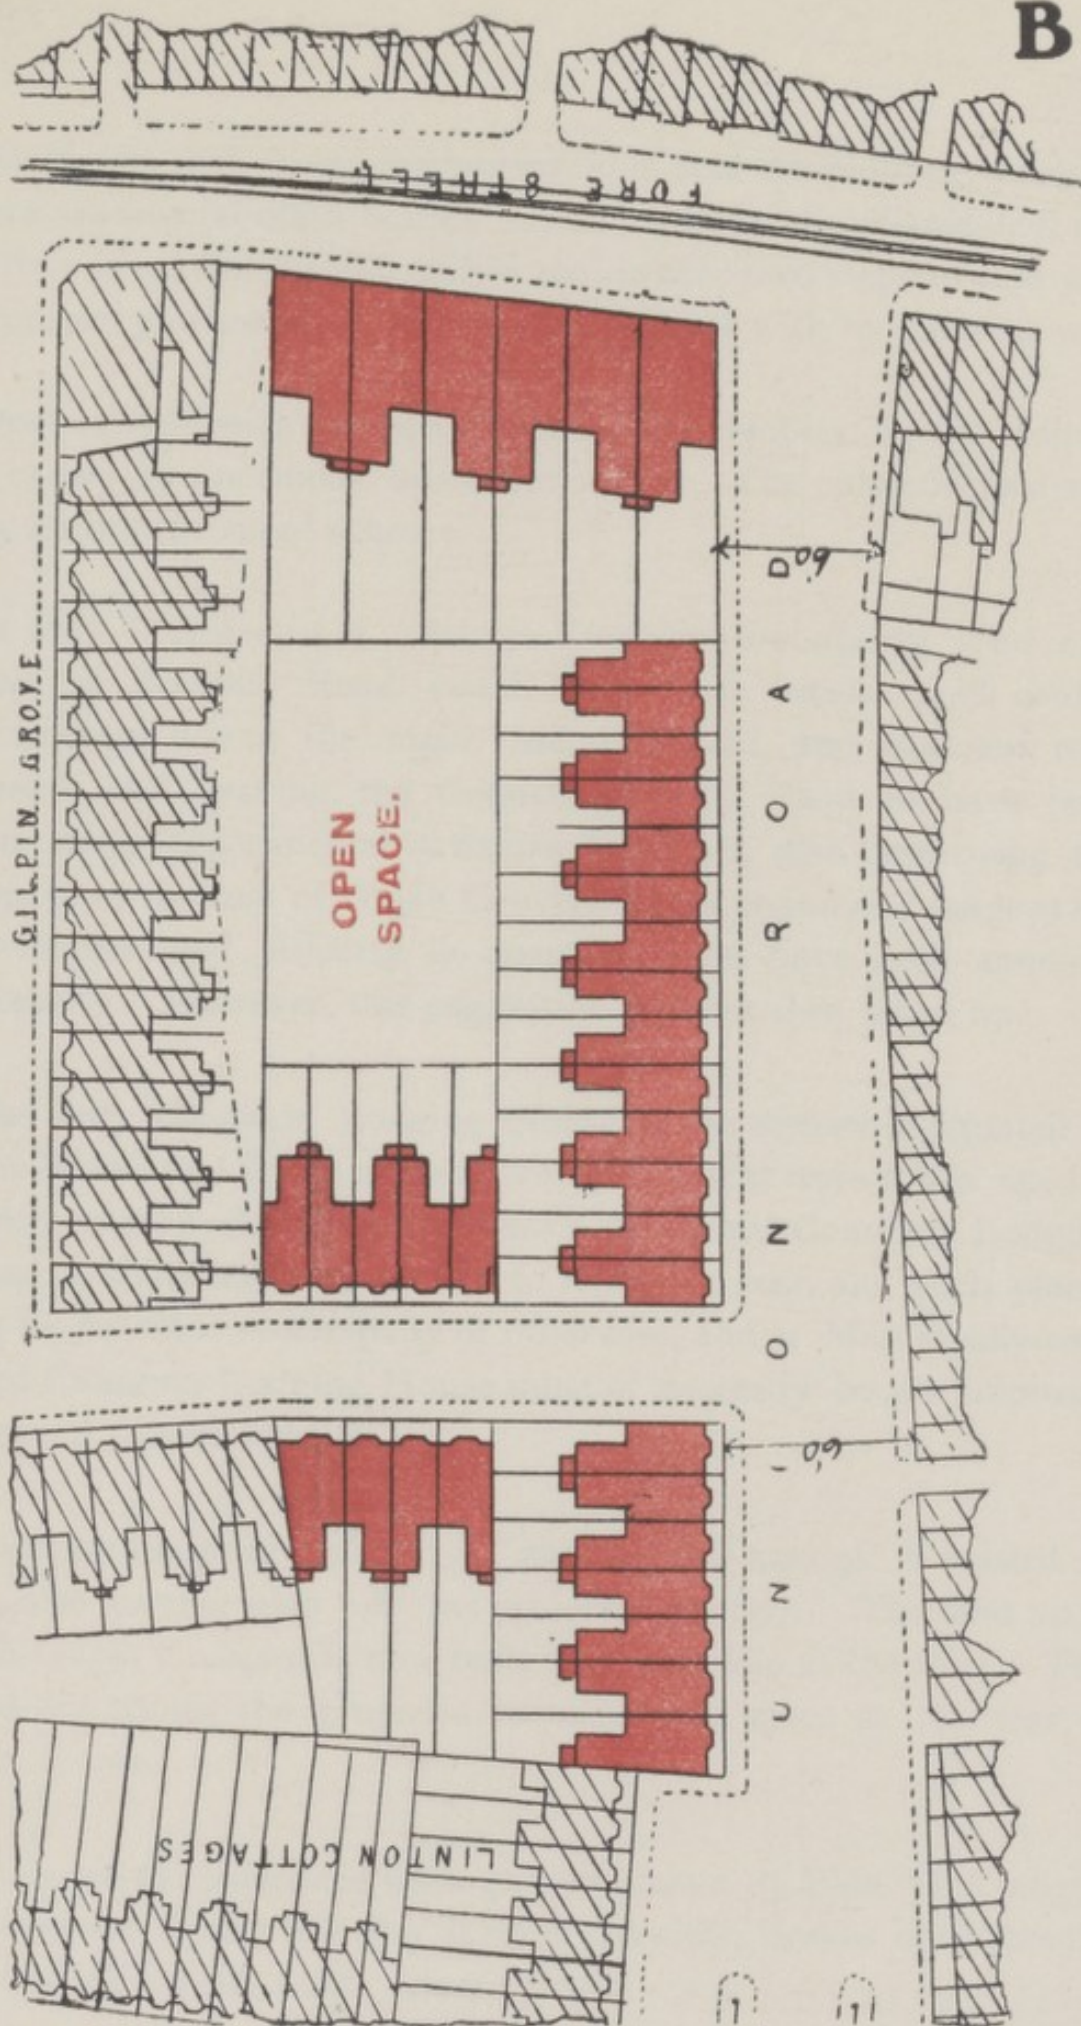 B
FORE STREET.
GILPIN GROVE
60'
OPEN
SPACE.
UNION ROAD
60'
LINTON COTTAGES